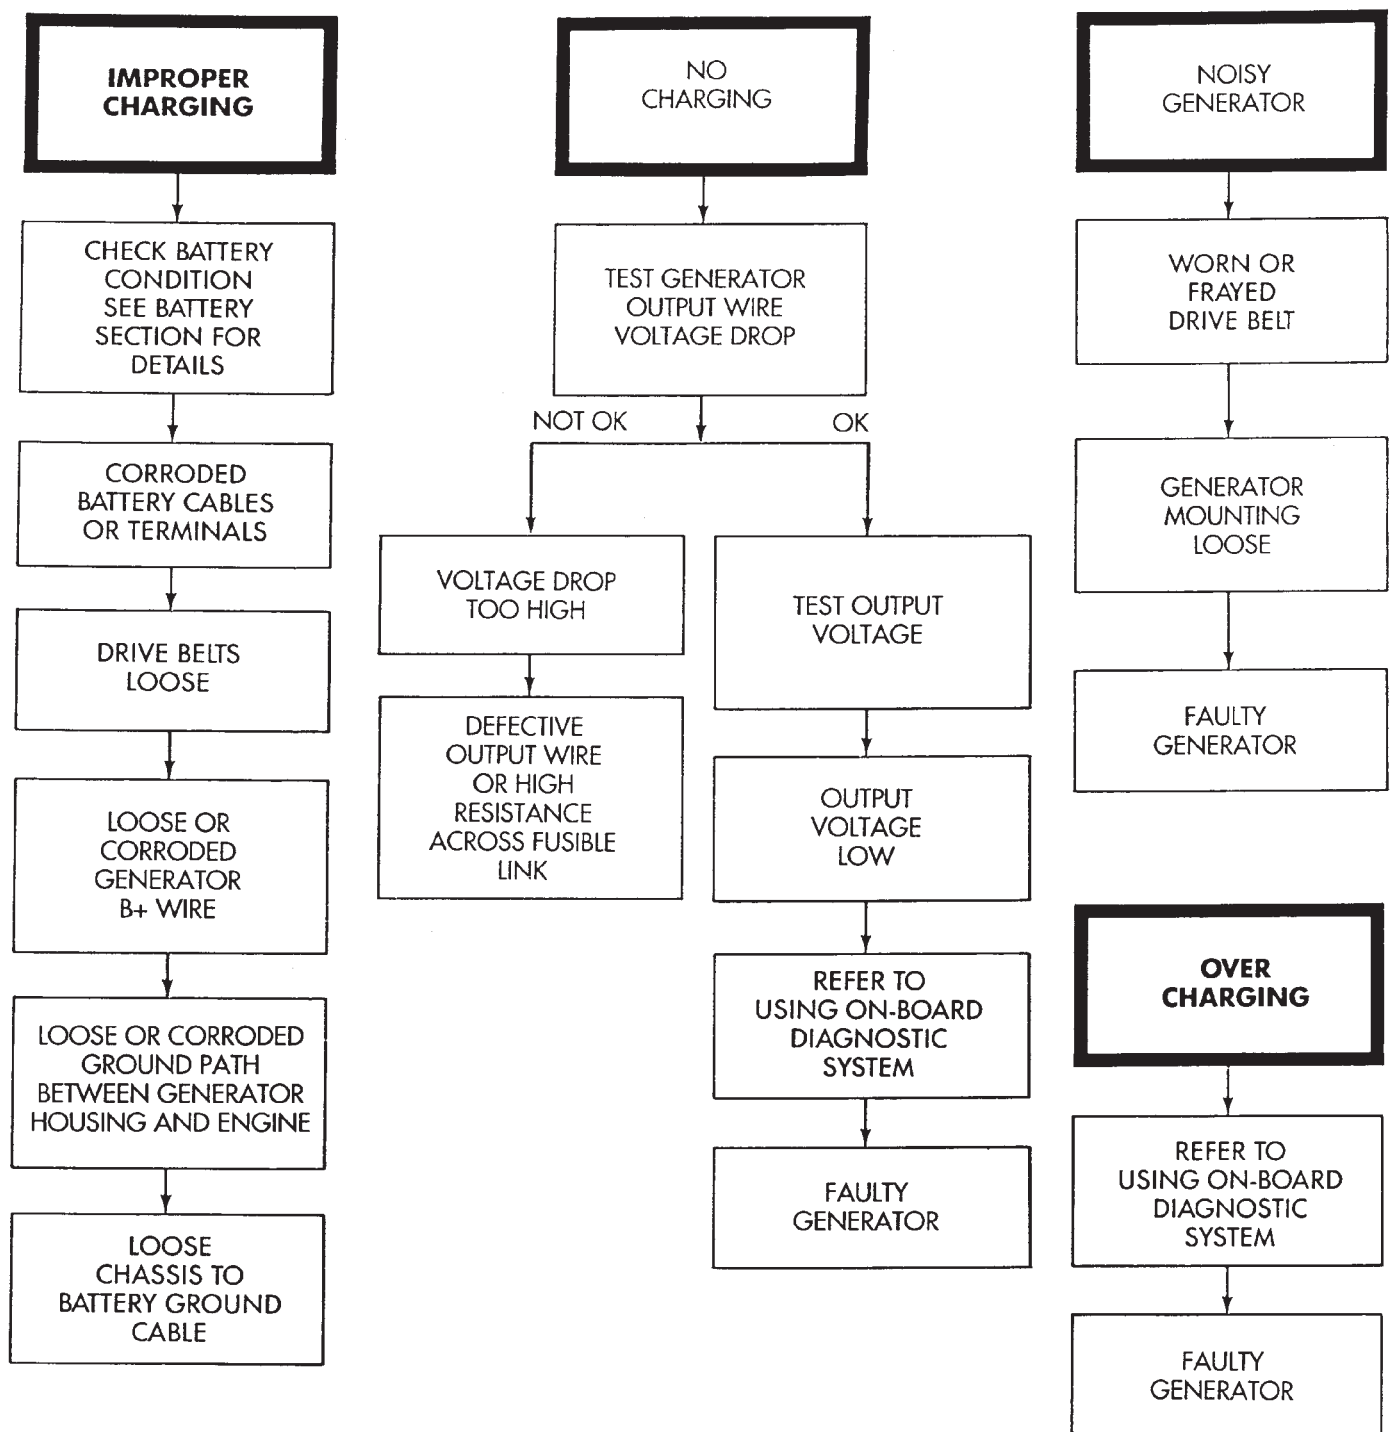 IMPROPER
CHARGING
CHECK BATTERY
CONDITION
SEE BATTERY
SECTION FOR
DETAILS
CORRODED
BATTERY CABLES
OR TERMINALS
DRIVE BELTS
LOOSE
LOOSE OR
CORRODED
GENERATOR
B+ WIRE
LOOSE OR CORRODED
GROUND PATH
BETWEEN GENERATOR
HOUSING AND ENGINE
LOOSE
CHASSIS TO
BATTERY GROUND
CABLE
NO
CHARGING
TEST GENERATOR
OUTPUT WIRE
VOLTAGE DROP
NOT OK
OK
VOLTAGE DROP
TOO HIGH
DEFECTIVE
OUTPUT WIRE
OR HIGH
RESISTANCE
ACROSS FUSIBLE
LINK
TEST OUTPUT
VOLTAGE
OUTPUT
VOLTAGE
LOW
REFER TO
USING ON-BOARD
DIAGNOSTIC
SYSTEM
FAULTY
GENERATOR
NOISY
GENERATOR
WORN OR
FRAYED
DRIVE BELT
GENERATOR
MOUNTING
LOOSE
FAULTY
GENERATOR
OVER
CHARGING
REFER TO
USING ON-BOARD
DIAGNOSTIC
SYSTEM
FAULTY
GENERATOR